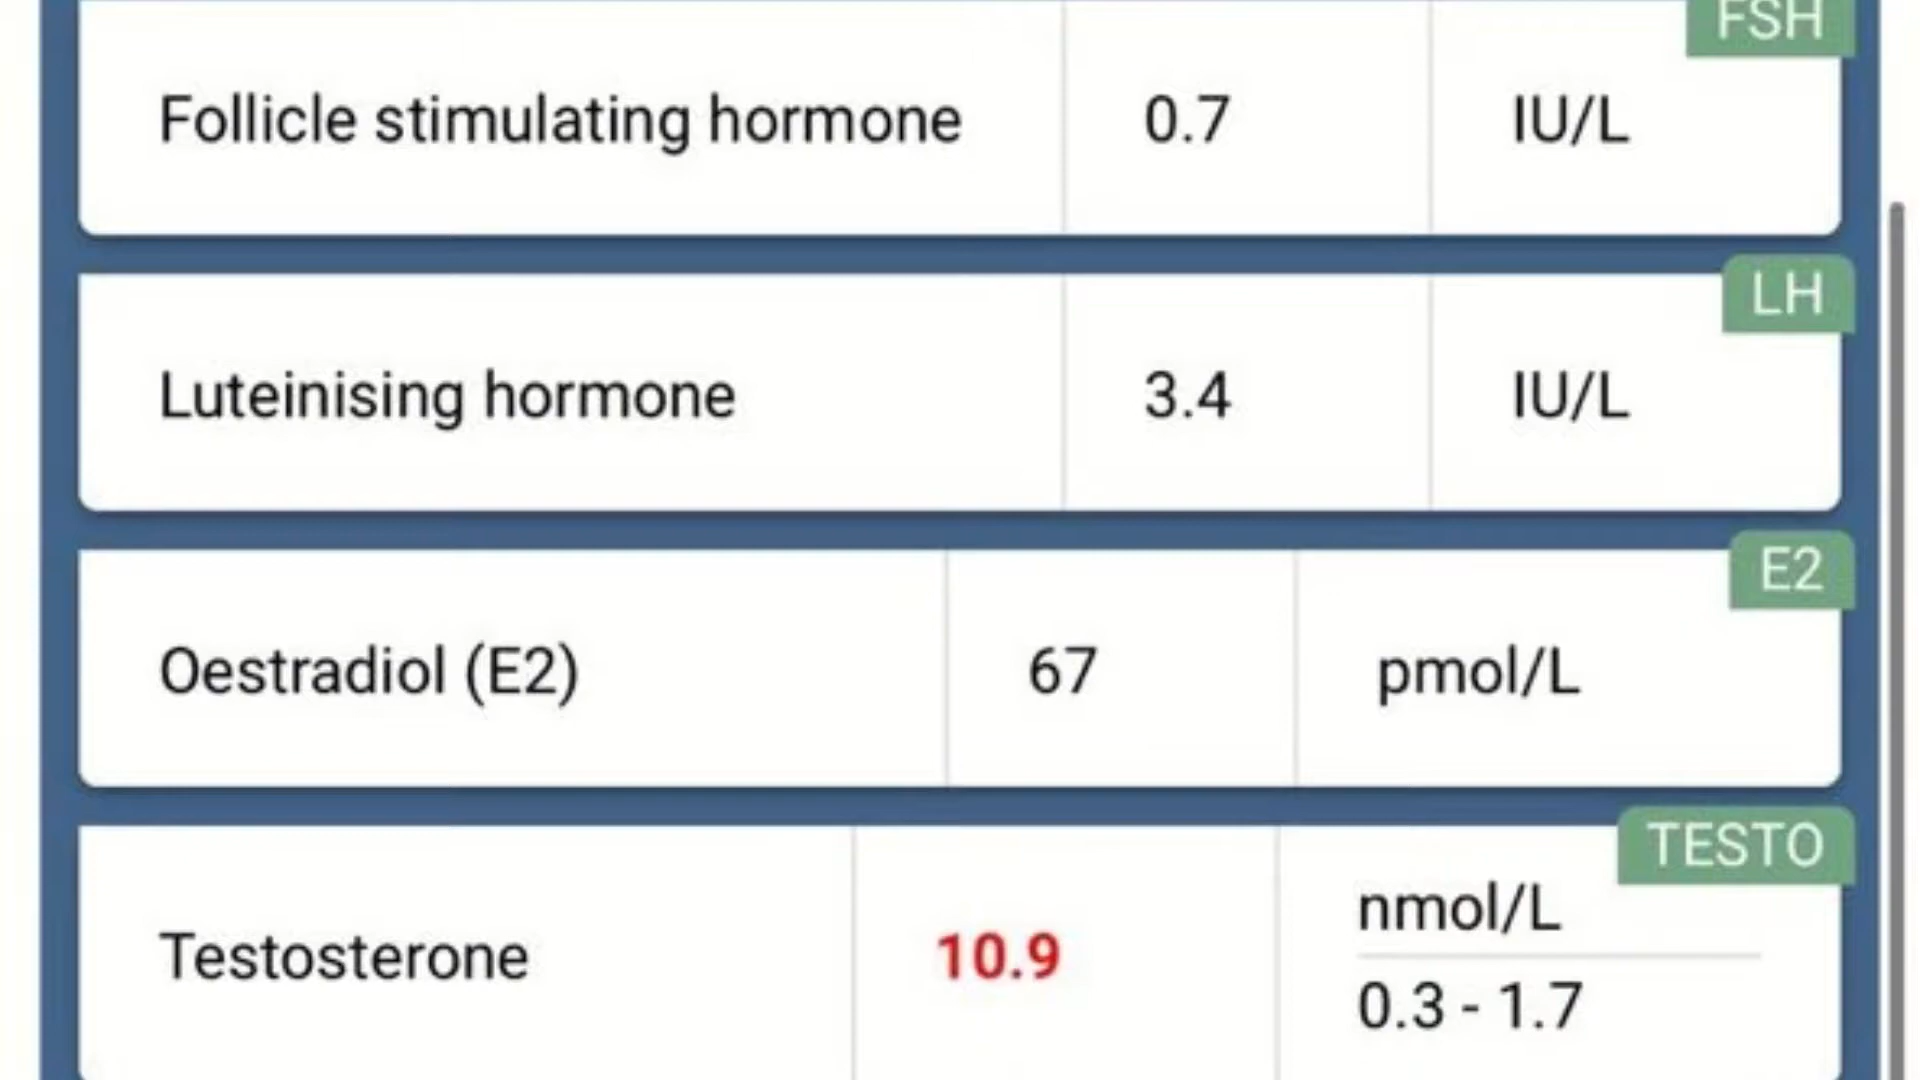 FSH
Follicle stimulating hormone 0.7 IU/L
LH
Luteinising hormone 3.4 IU/L
E2
Oestradiol (E2) 67 pmol/L
TESTO
Testosterone 10.9 nmol/L
0.3 - 1.7